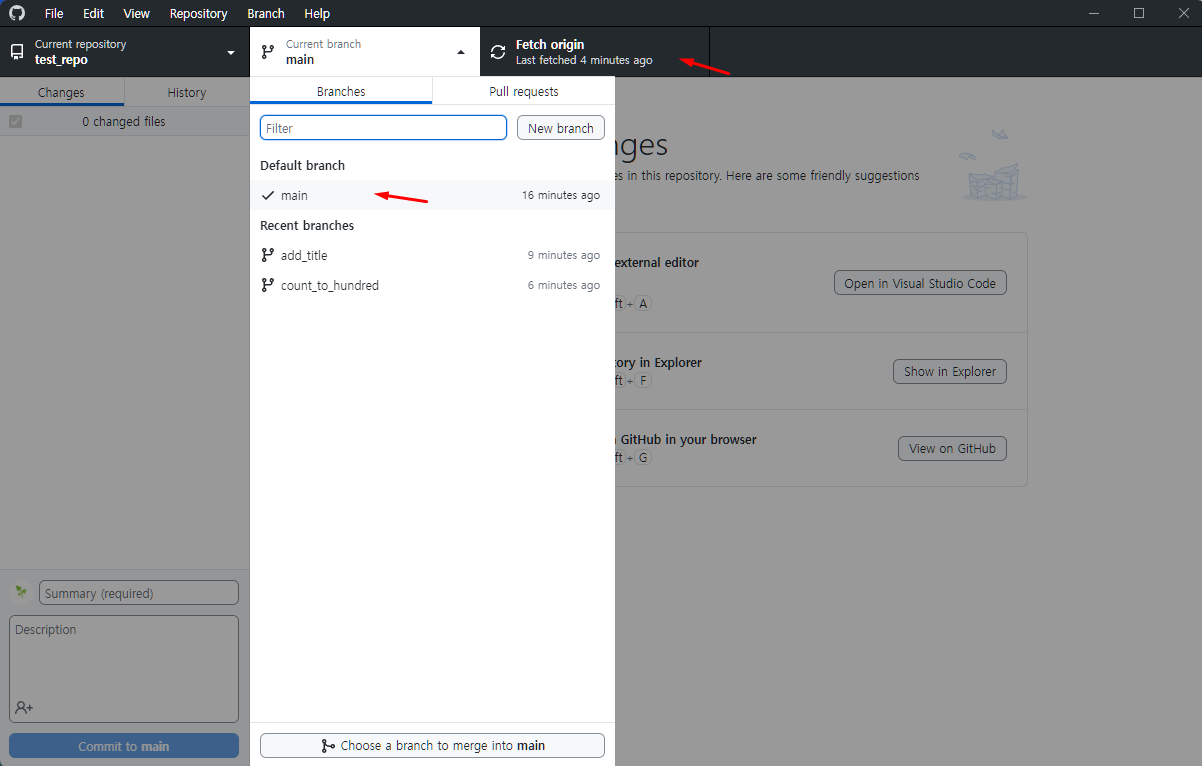 File Edit View Repository Branch Help
Current repository
test_repo
Current branch
main
Fetch origin
Last fetched 4 minutes ago
Changes History
0 changed files
Summary (required)
Description
Commit to main
Branches Pull requests
Filter New branch
Default branch
main 16 minutes ago
Recent branches
add_title 9 minutes ago
count_to_hundred 6 minutes ago
Choose a branch to merge into main
nges
es in this repository. Here are some friendly suggestions
external editor
Open in Visual Studio Code
ft + A
tory in Explorer
Show in Explorer
ft + F
GitHub in your browser
View on GitHub
ft + G